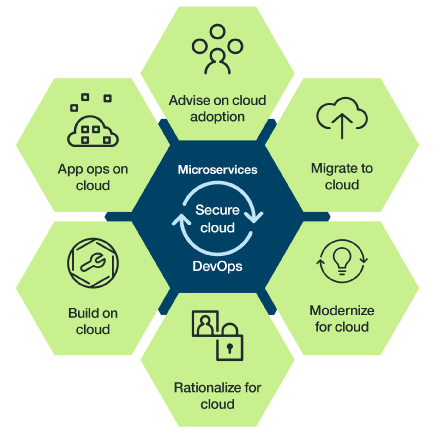 Advise on cloud
adoption
App ops on
cloud
Migrate to
cloud
Microservices
Secure
cloud
DevOps
Build on
cloud
Modernize
for cloud
Rationalize for
cloud